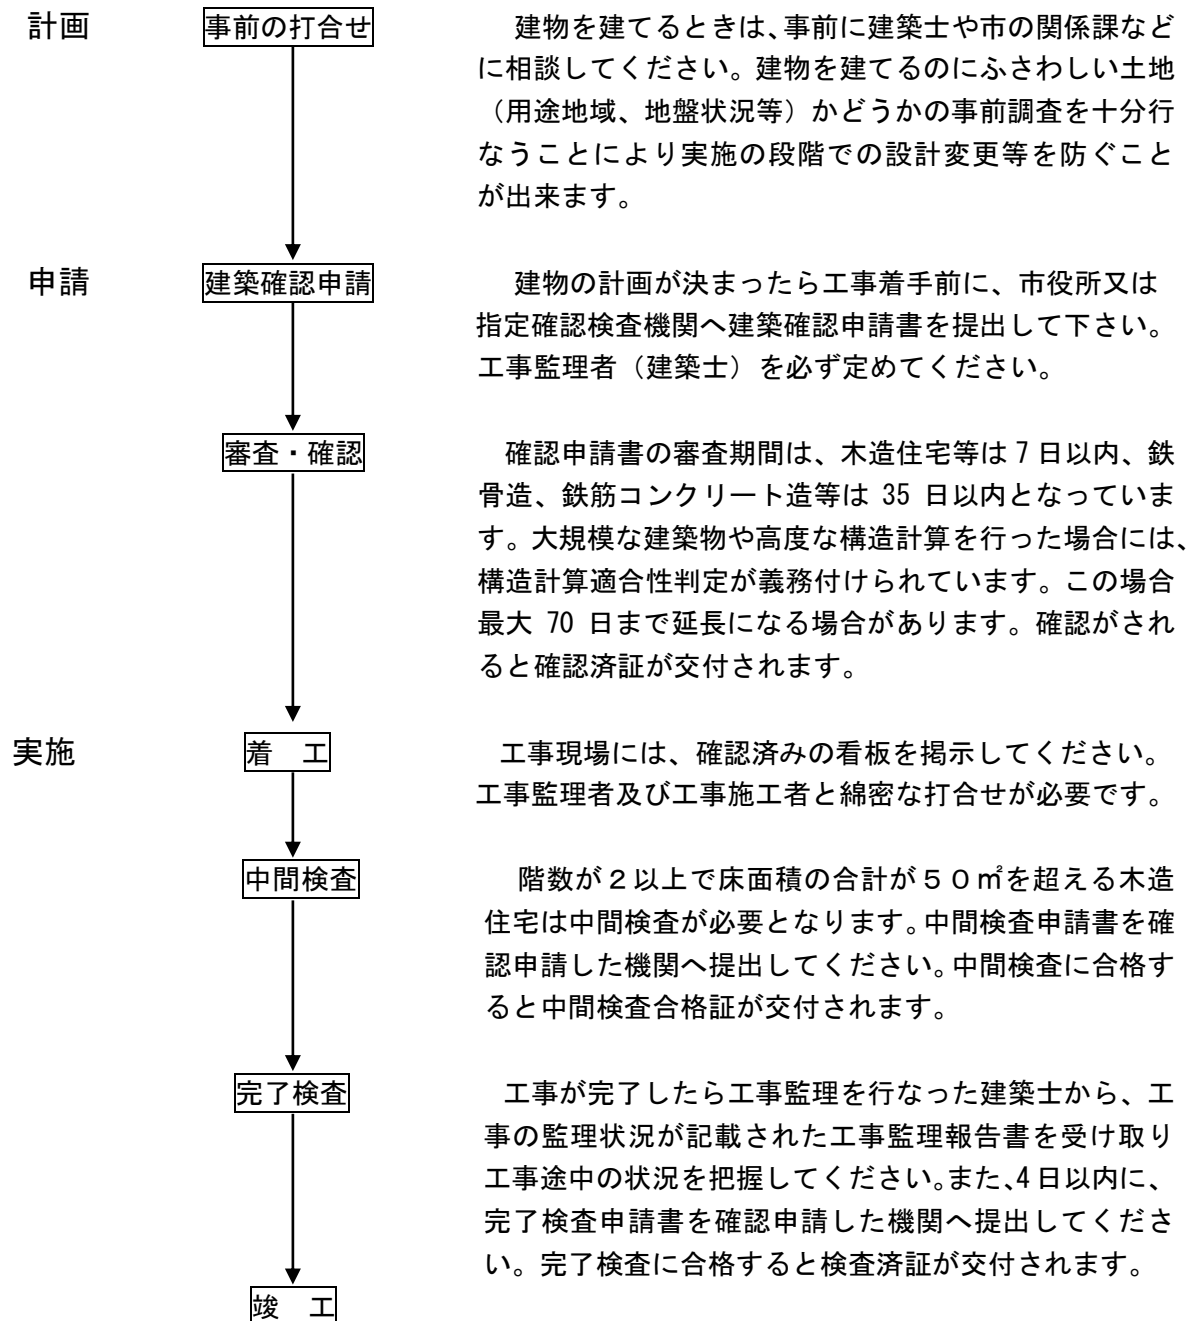 計画
事前の打合せ
建物を建てるときは、事前に建築士や市の関係課など
に相談してください。建物を建てるのにふさわしい土地
（用途地域、地盤状況等）かどうかの事前調査を十分行
なうことにより実施の段階での設計変更等を防ぐこと
が出来ます。
申請
建築確認申請
建物の計画が決まったら工事着手前に、市役所又は
指定確認検査機関へ建築確認申請書を提出して下さい。
工事監理者（建築士）を必ず定めてください。
審査・確認
確認申請書の審査期間は、木造住宅等は 7 日以内、鉄
骨造、鉄筋コンクリート造等は 35 日以内となっていま
す。大規模な建築物や高度な構造計算を行った場合には、
構造計算適合性判定が義務付けられています。この場合
最大 70 日まで延長になる場合があります。確認がされ
ると確認済証が交付されます。
実施
着　工
工事現場には、確認済みの看板を掲示してください。
工事監理者及び工事施工者と綿密な打合せが必要です。
中間検査
階数が２以上で床面積の合計が５０㎡を超える木造
住宅は中間検査が必要となります。中間検査申請書を確
認申請した機関へ提出してください。中間検査に合格す
ると中間検査合格証が交付されます。
完了検査
工事が完了したら工事監理を行なった建築士から、工
事の監理状況が記載された工事監理報告書を受け取り
工事途中の状況を把握してください。また、4 日以内に、
完了検査申請書を確認申請した機関へ提出してくださ
い。完了検査に合格すると検査済証が交付されます。
竣　工